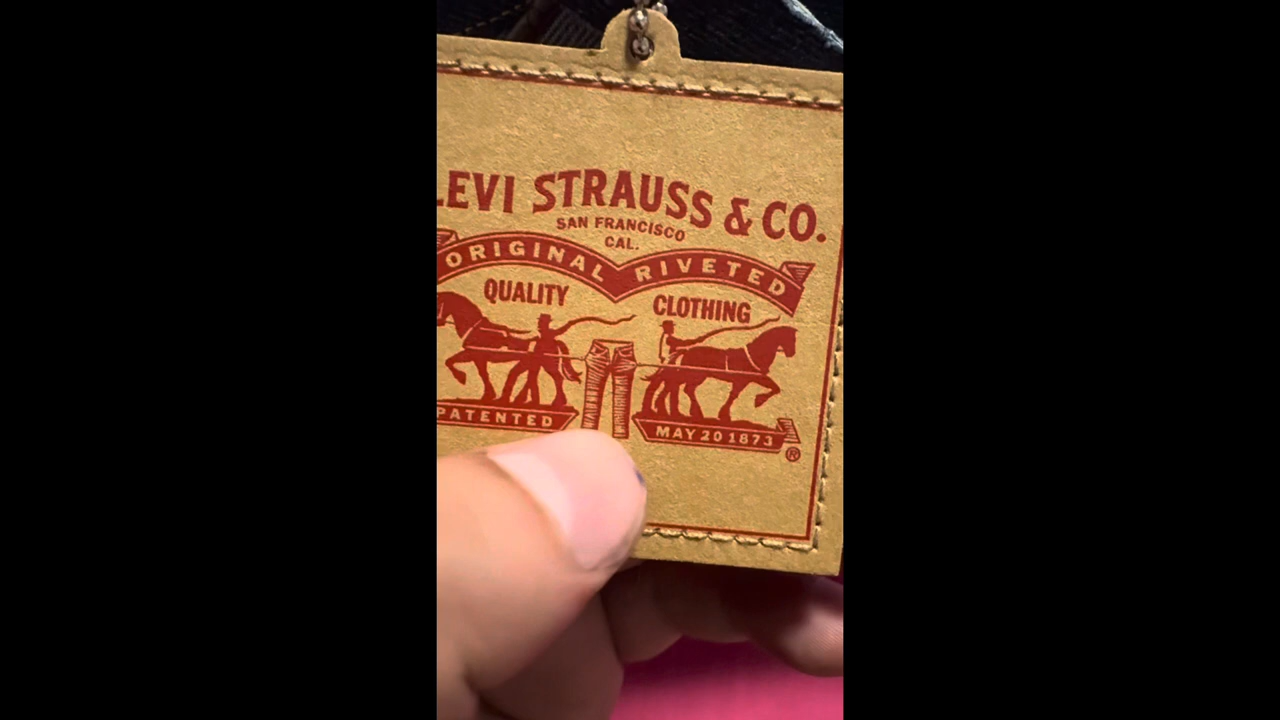 LEVI STRAUSS & CO.
SAN FRANCISCO
CAL.
ORIGINAL RIVETED
QUALITY CLOTHING
PATENTED MAY 20 1873
®